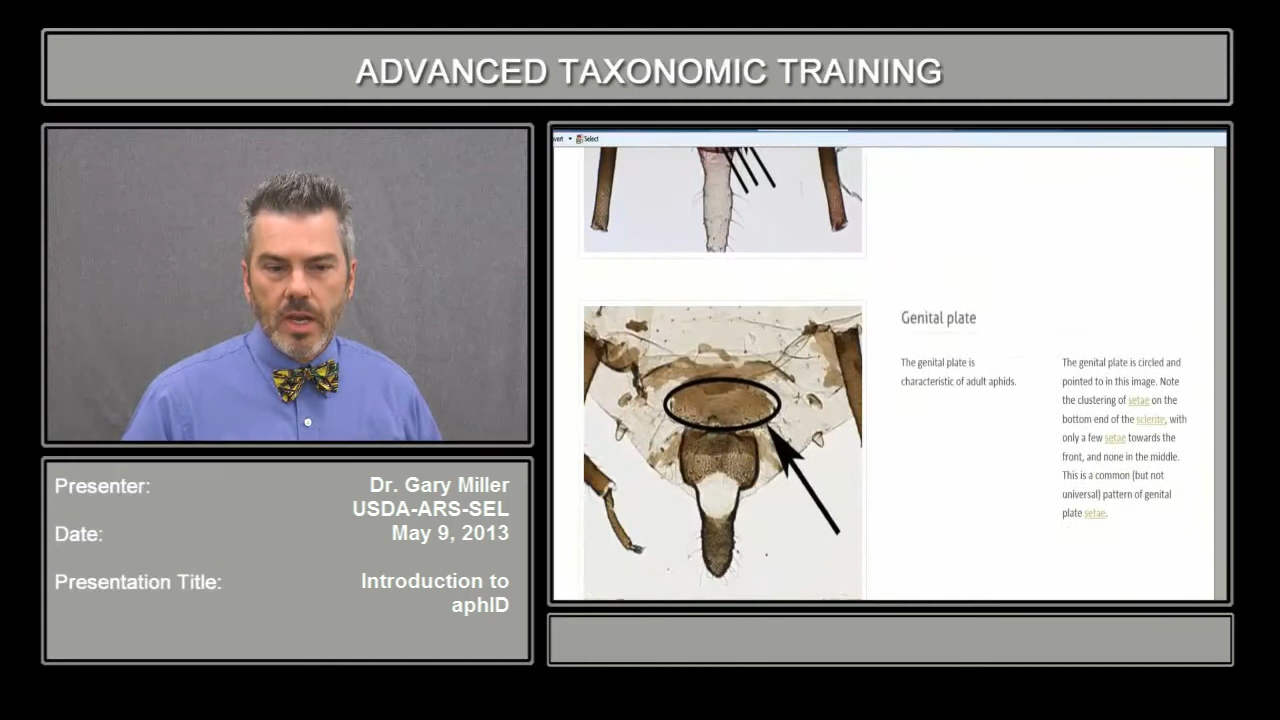 ADVANCED TAXONOMIC TRAINING
vert
Select
Genital plate
The genital plate is
characteristic of adult aphids.
The genital plate is circled and
pointed to in this image. Note
the clustering of setae on the
bottom end of the sclerite, with
only a few setae towards the
front, and none in the middle.
This is a common (but not
universal) pattern of genital
plate setae.
Presenter: Dr. Gary Miller
USDA-ARS-SEL
Date: May 9, 2013
Presentation Title: Introduction to
aphID